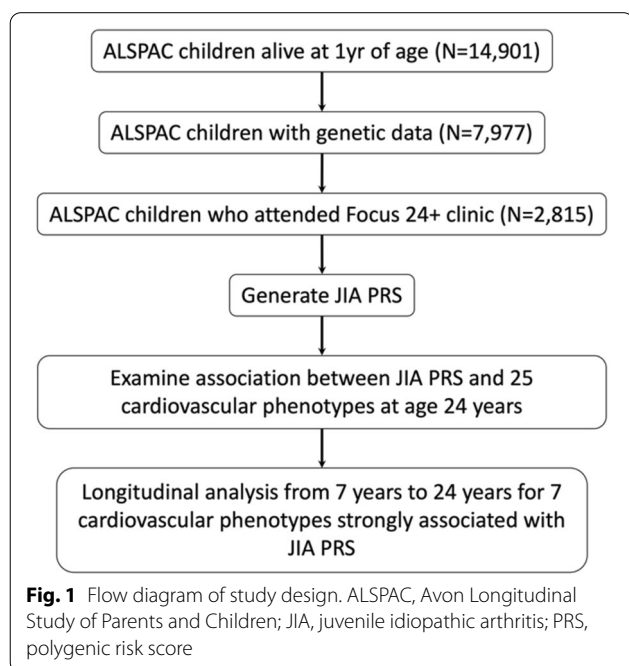 ALSPAC children alive at 1yr of age (N=14,901)
ALSPAC children with genetic data (N=7,977)
ALSPAC children who attended Focus 24+ clinic (N=2,815)
Generate JIA PRS
Examine association between JIA PRS and 25
cardiovascular phenotypes at age 24 years
Longitudinal analysis from 7 years to 24 years for 7
cardiovascular phenotypes strongly associated with
JIA PRS
Fig. 1 Flow diagram of study design. ALSPAC, Avon Longitudinal
Study of Parents and Children; JIA, juvenile idiopathic arthritis; PRS,
polygenic risk score